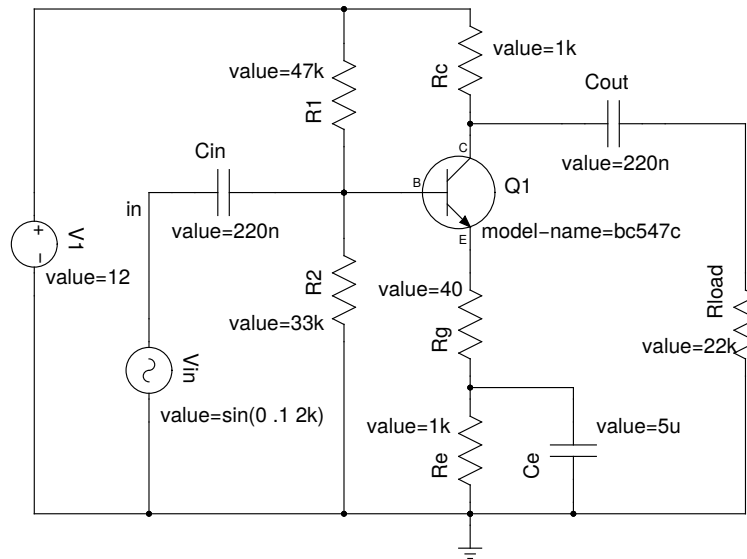 value=1k
Rc
value=47k
R1
Cout
value=220n
Cin
value=220n
in
C
B
E
Q1
model-name=bc547c
V1
+
−
value=12
R2
value=33k
value=40
Rg
Rload
value=22k
Vin
value=sin(0 .1 2k)
value=1k
Re
value=5u
Ce